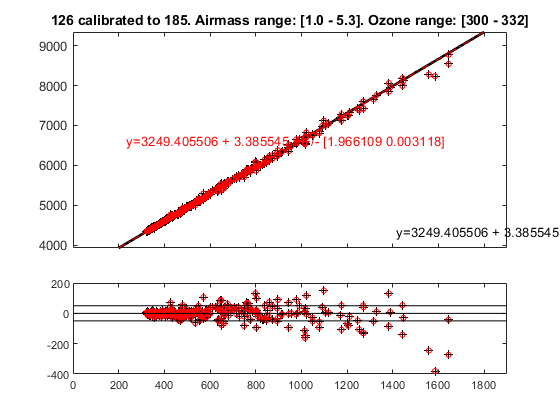 126 calibrated to 185. Airmass range: [1.0 - 5.3]. Ozone range: [300 - 332]
9000
8000
7000
6000
5000
4000
y=3249.405506 + 3.385545 +/- [1.966109 0.003118]
y=3249.405506 + 3.385545
200
0
-200
-400
0 200 400 600 800 1000 1200 1400 1600 1800